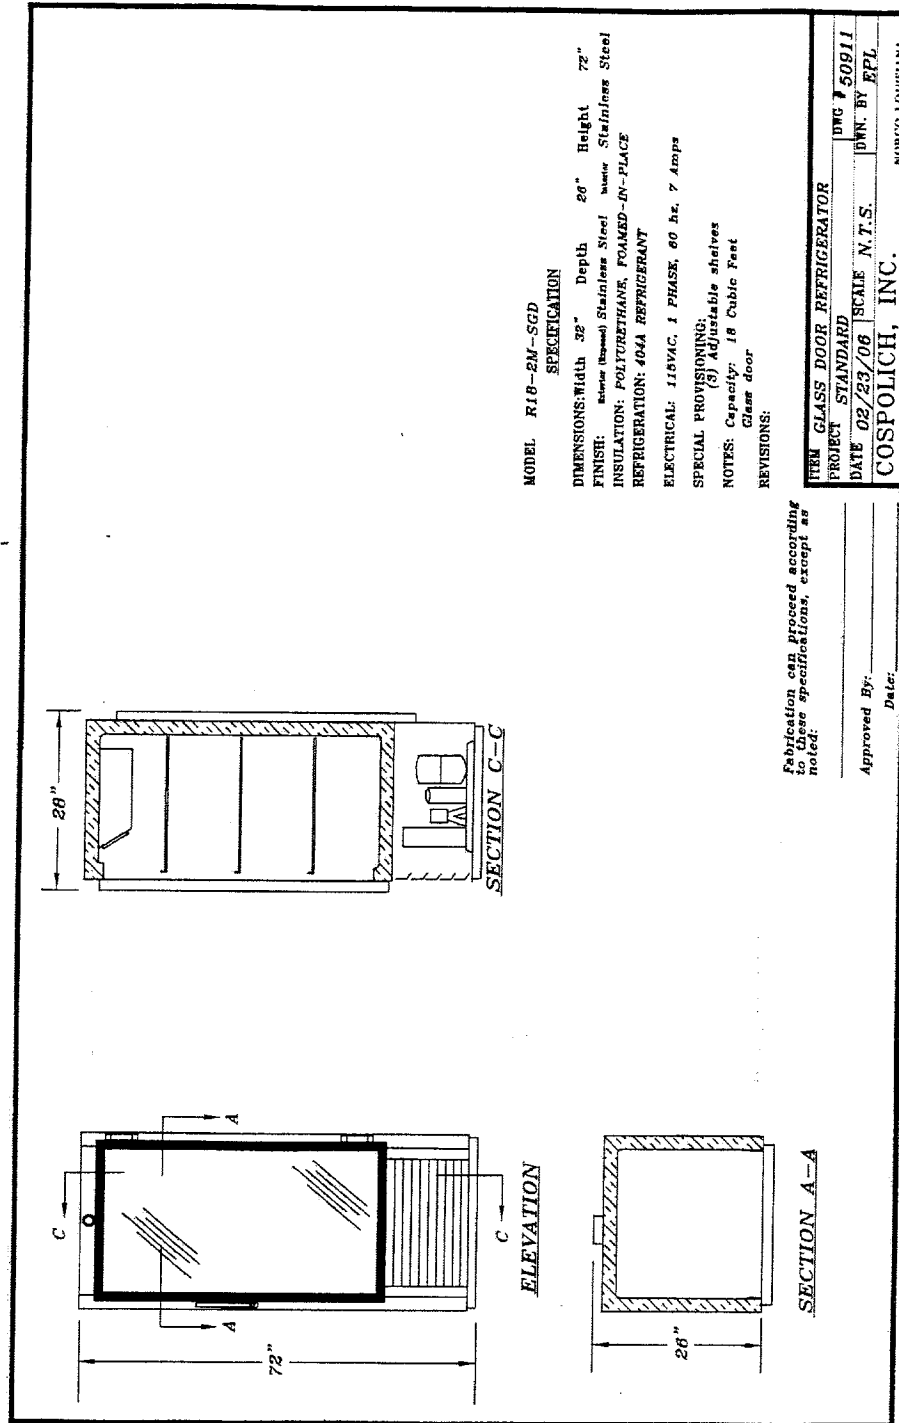 28"
SECTION C-C
C
A
A
C
72"
ELEVATION
26"
SECTION A-A
MODEL R18-2M-SGD
SPECIFICATION
DIMENSIONS: Width 32" Depth 26" Height 72"
FINISH: Exterior (Exposed) Stainless Steel Interior Stainless Steel
INSULATION: POLYURETHANE, FOAMED-IN-PLACE
REFRIGERATION: 404A REFRIGERANT
ELECTRICAL: 115VAC, 1 PHASE, 60 hz, 7 Amps
SPECIAL PROVISIONING:
(3) Adjustable shelves
NOTES: Capacity: 18 Cubic Feet
Glass door
REVISIONS:
Fabrication can proceed according
to these specifications, except as
noted:
Approved By:
Date:
ITEM GLASS DOOR REFRIGERATOR
PROJECT STANDARD DWG # 50911
DATE 02/23/06 SCALE N.T.S. DWN. BY EPL
COSPOLICH, INC.